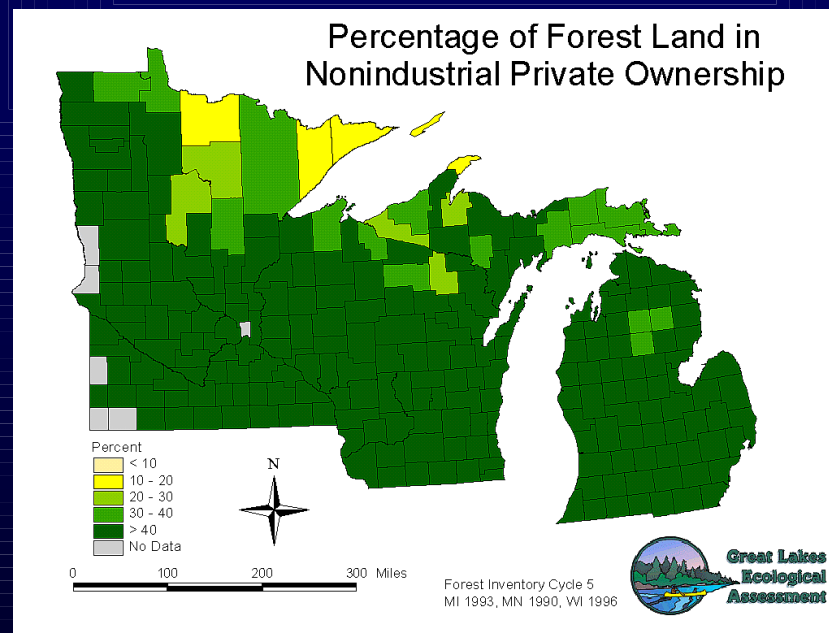 Percentage of Forest Land in
Nonindustrial Private Ownership
Percent
< 10
10 - 20
20 - 30
30 - 40
> 40
No Data
N
0 100 200 300 Miles
Forest Inventory Cycle 5
MI 1993, MN 1990, WI 1996
Great Lakes
Ecological
Assessment